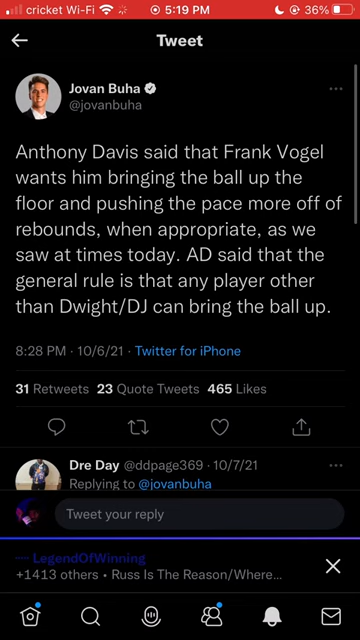 cricket Wi-Fi 5:19 PM 36%
Tweet
Jovan Buha
@jovanbuha
Anthony Davis said that Frank Vogel
wants him bringing the ball up the
floor and pushing the pace more off of
rebounds, when appropriate, as we
saw at times today. AD said that the
general rule is that any player other
than Dwight/DJ can bring the ball up.
8:28 PM · 10/6/21 · Twitter for iPhone
31 Retweets 23 Quote Tweets 465 Likes
Dre Day @ddpage369 · 10/7/21
Replying to @jovanbuha
Tweet your reply
LegendOfWinning
+1413 others • Russ Is The Reason/Where...